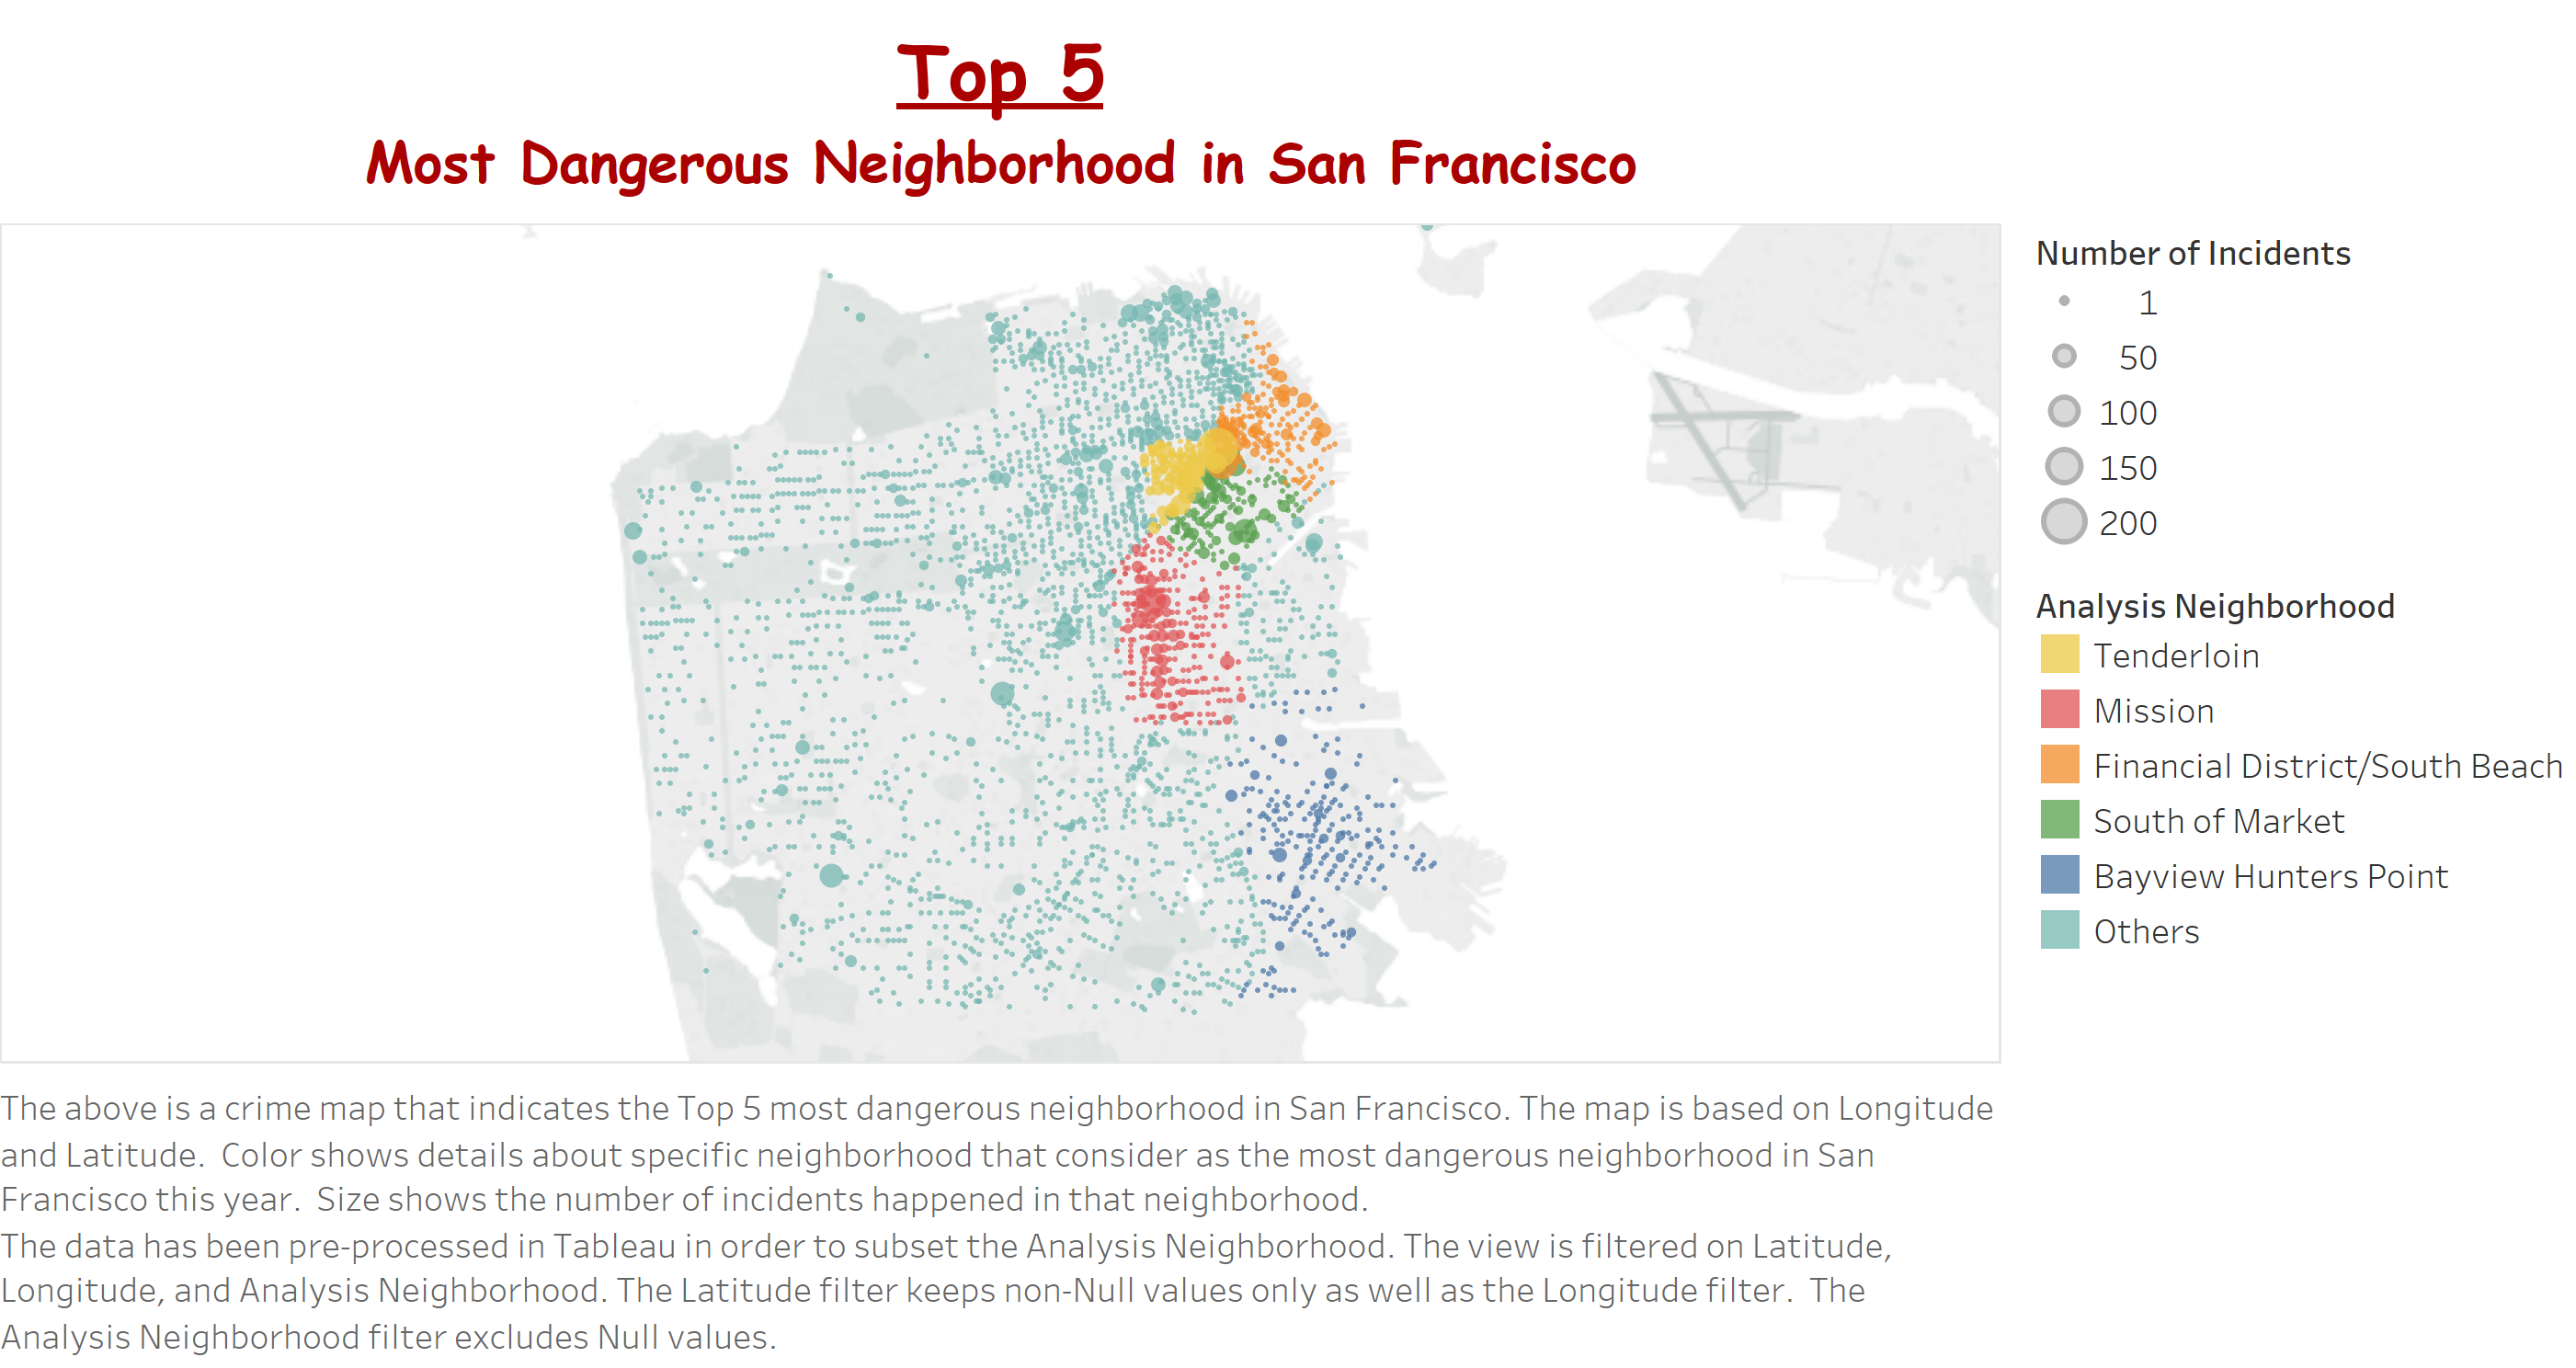 Top 5
Most Dangerous Neighborhood in San Francisco
Number of Incidents
1
50
100
150
200
Analysis Neighborhood
Tenderloin
Mission
Financial District/South Beach
South of Market
Bayview Hunters Point
Others
The above is a crime map that indicates the Top 5 most dangerous neighborhood in San Francisco. The map is based on Longitude
and Latitude.  Color shows details about specific neighborhood that consider as the most dangerous neighborhood in San
Francisco this year.  Size shows the number of incidents happened in that neighborhood.
The data has been pre-processed in Tableau in order to subset the Analysis Neighborhood. The view is filtered on Latitude,
Longitude, and Analysis Neighborhood. The Latitude filter keeps non-Null values only as well as the Longitude filter.  The
Analysis Neighborhood filter excludes Null values.